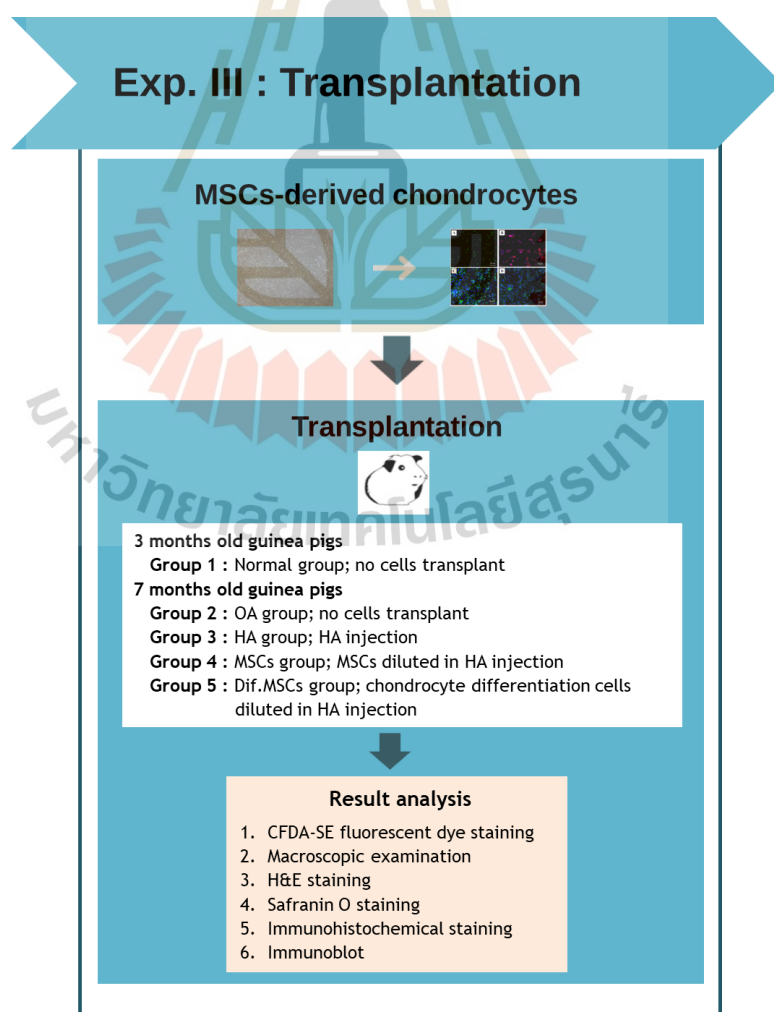 Exp. III : Transplantation
MSCs-derived chondrocytes
Transplantation
มหาวิทยาลัยเทคโนโลยีสุรนารี
3 months old guinea pigs
Group 1 : Normal group; no cells transplant
7 months old guinea pigs
Group 2 : OA group; no cells transplant
Group 3 : HA group; HA injection
Group 4 : MSCs group; MSCs diluted in HA injection
Group 5 : Dif.MSCs group; chondrocyte differentiation cells
diluted in HA injection
Result analysis
1. CFDA-SE fluorescent dye staining
2. Macroscopic examination
3. H&E staining
4. Safranin O staining
5. Immunohistochemical staining
6. Immunoblot